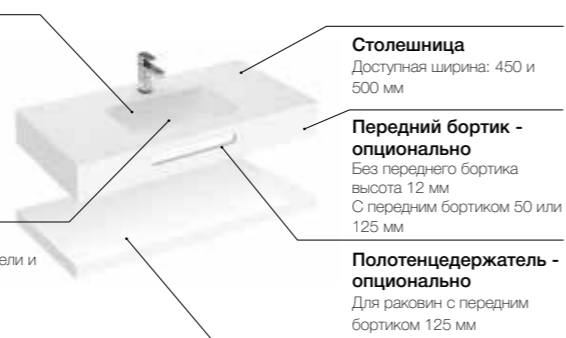 Столешница
Доступная ширина: 450 и
500 мм
Передний бортик -
опционально
Без переднего бортика
высота 12 мм
С передним бортиком 50 или
125 мм
ели и
Полотенцедержатель -
опционально
Для раковин с передним
бортиком 125 мм